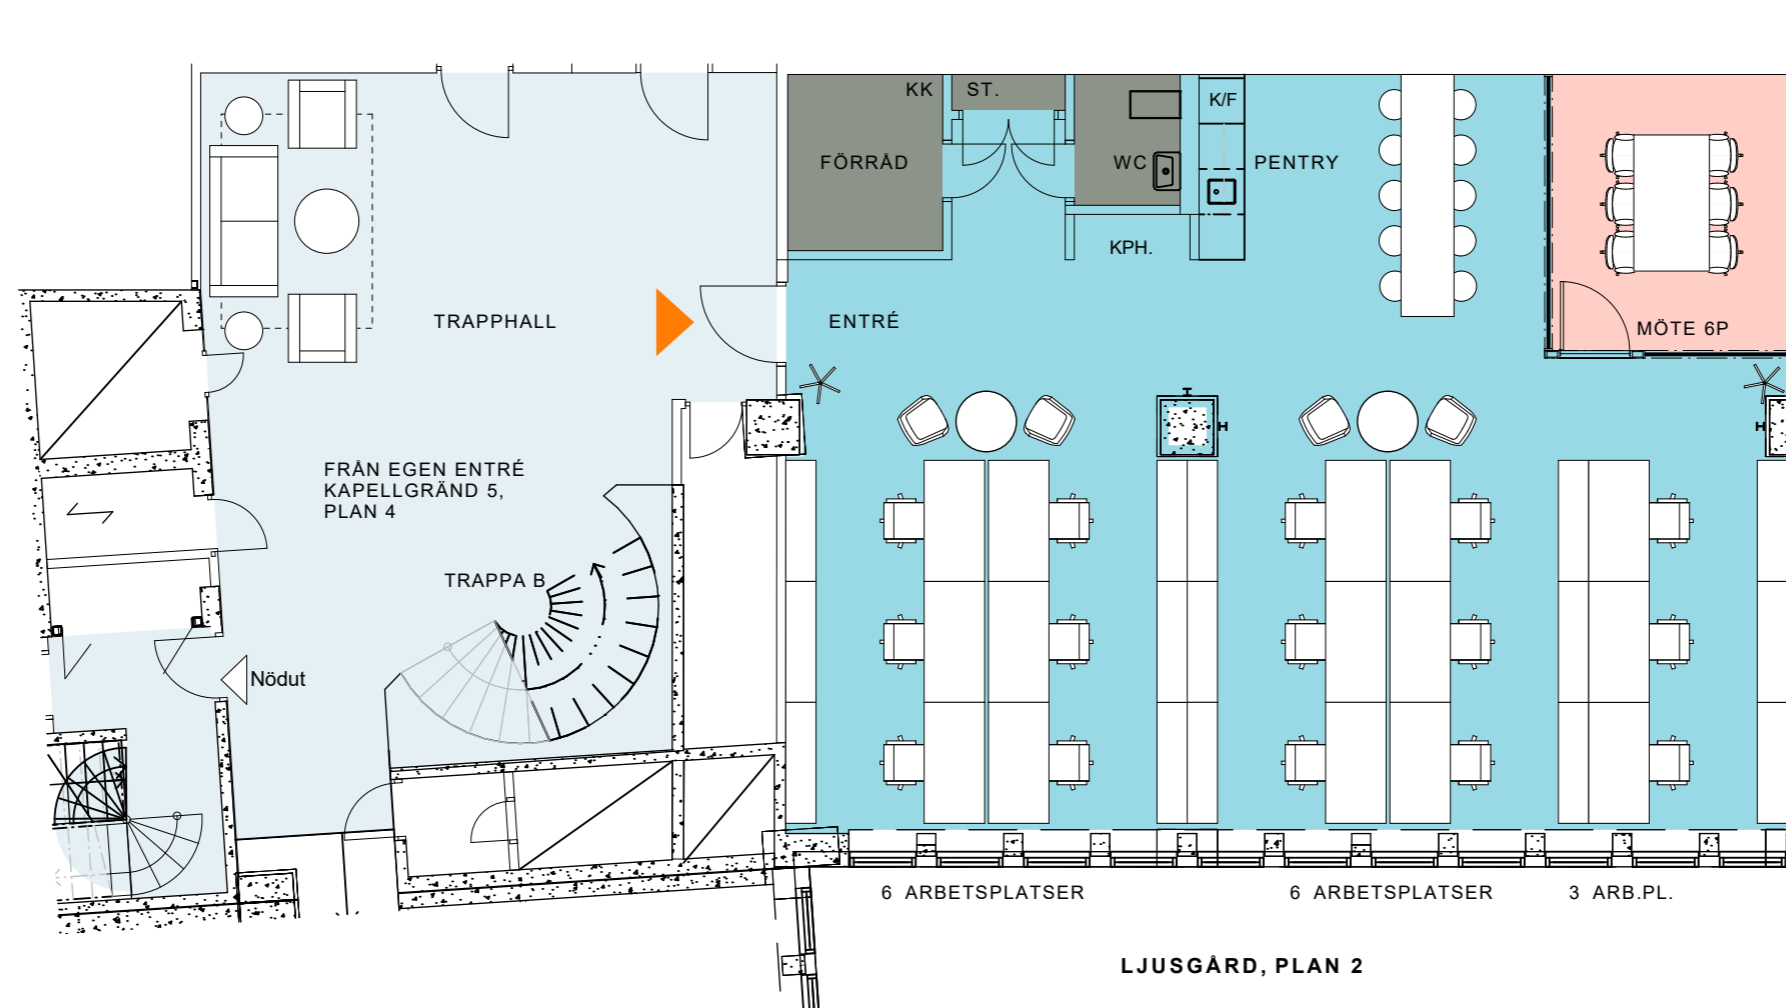 KK
ST.
K/F
FÖRRÅD
WC
PENTRY
KPH.
TRAPPHALL
ENTRÉ
MÖTE 6P
FRÅN EGEN ENTRÉ
KAPELLGRÄND 5,
PLAN 4
TRAPPA B
Nödut
6 ARBETSPLATSER
6 ARBETSPLATSER
3 ARB.PL.
LJUSGÅRD, PLAN 2